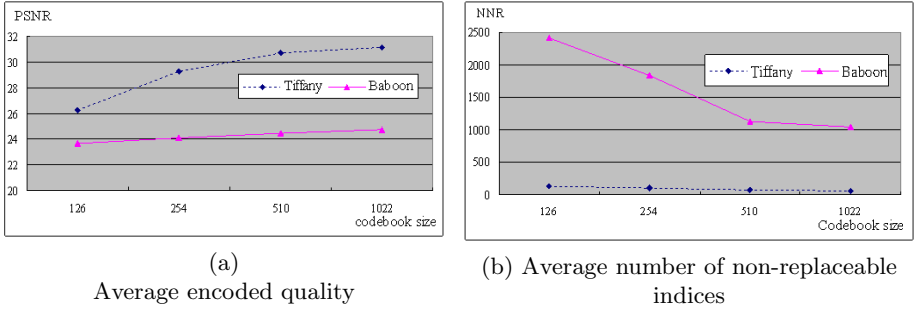 PSNR
32
30
28
26
24
22
20
Tiffany Baboon
126 254 510 1022
codebook size
(a)
Average encoded quality
NNR
2500
2000
1500
1000
500
0
Tiffany Baboon
126 254 510 1022
Codebook size
(b) Average number of non-replaceable
indices